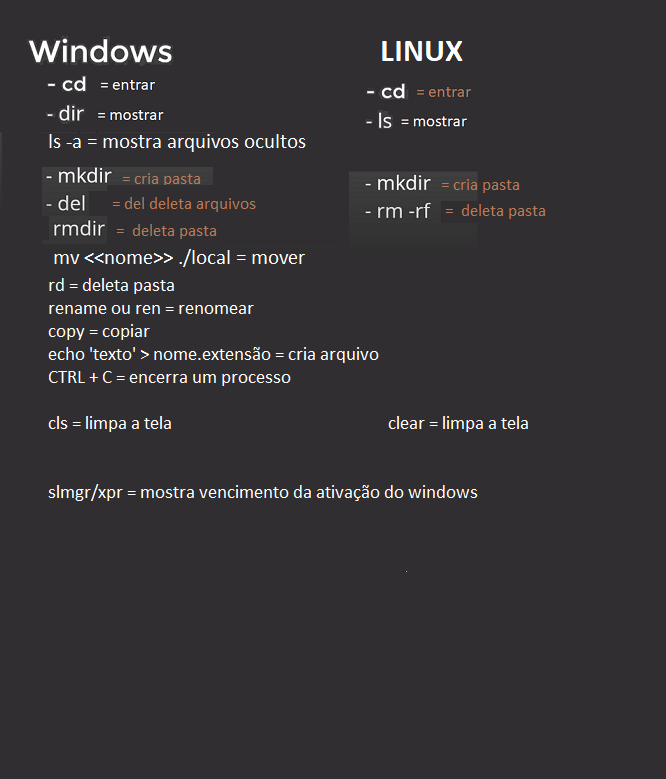 Windows
- cd = entrar
- dir = mostrar
ls -a = mostra arquivos ocultos
- mkdir = cria pasta
- del = del deleta arquivos
rmdir = deleta pasta
mv <<nome>> ./local = mover
rd = deleta pasta
rename ou ren = renomear
copy = copiar
echo 'texto' > nome.extensão = cria arquivo
CTRL + C = encerra um processo
cls = limpa a tela
slmgr/xpr = mostra vencimento da ativação do windows
LINUX
- cd = entrar
- ls = mostrar
- mkdir = cria pasta
- rm -rf = deleta pasta
clear = limpa a tela